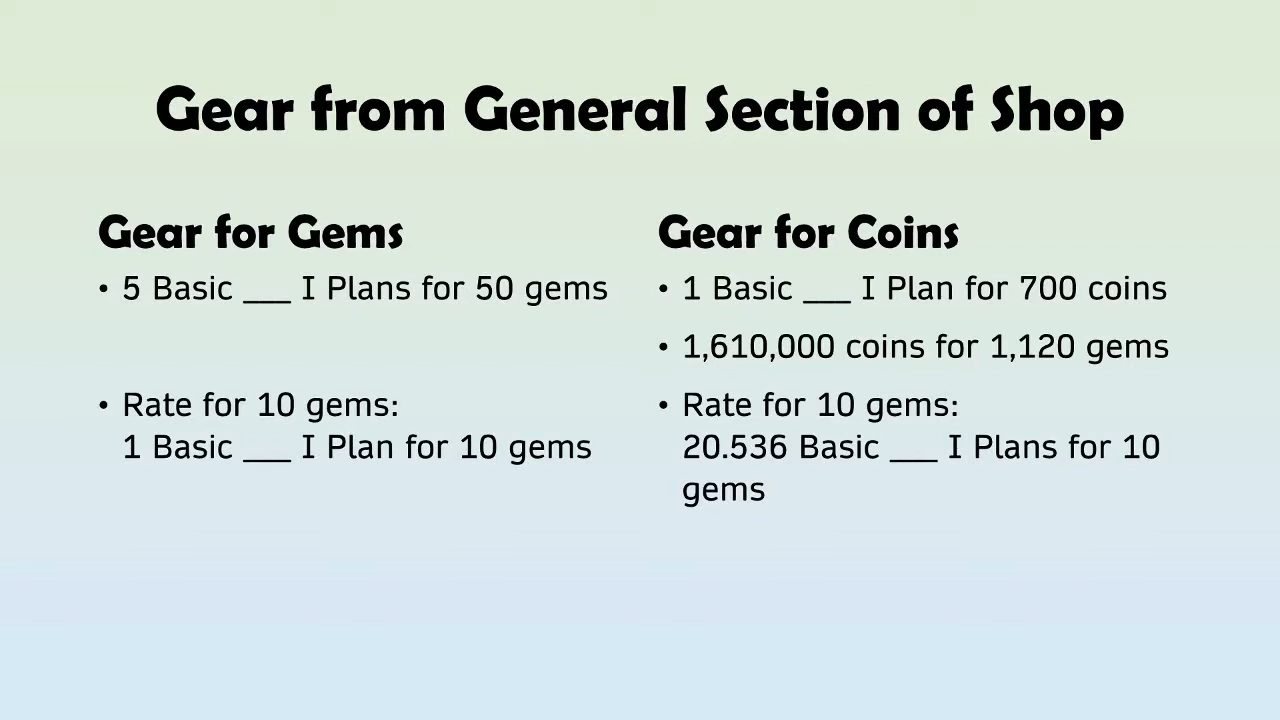 Gear from General Section of Shop
Gear for Gems
• 5 Basic ___ I Plans for 50 gems
• Rate for 10 gems:
1 Basic ___ I Plan for 10 gems
Gear for Coins
• 1 Basic ___ I Plan for 700 coins
• 1,610,000 coins for 1,120 gems
• Rate for 10 gems:
20.536 Basic ___ I Plans for 10
gems